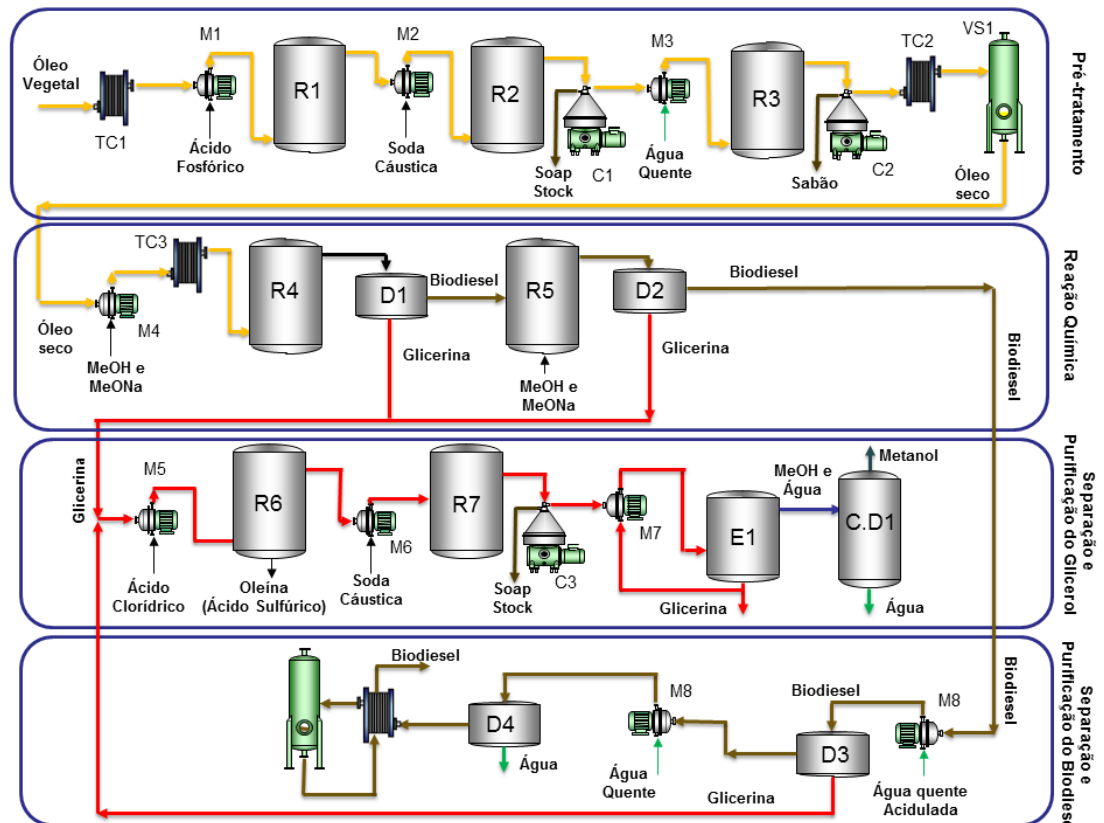 Óleo
Vegetal
TC1
M1
Ácido
Fosfórico
R1
M2
Soda
Cáustica
R2
Soap
Stock
C1
M3
Água
Quente
R3
Sabão
C2
TC2
VS1
Óleo
seco
Pré-tratamento
Óleo
seco
M4
MeOH e
MeONa
TC3
R4
D1
Glicerina
Biodiesel
R5
MeOH e
MeONa
D2
Glicerina
Biodiesel
Biodiesel
Reação Química
Glicerina
M5
Ácido
Clorídrico
R6
Oleína
(Ácido Sulfúrico)
M6
Soda
Cáustica
R7
Soap
Stock
C3
M7
E1
Glicerina
MeOH e
Água
Metanol
C.D1
Água
Separação e
Purificação do Glicerol
Biodiesel
D4
Água
M8
Água
Quente
Biodiesel
D3
Glicerina
M8
Água quente
Acidulada
Biodiesel
Separação e
Purificação do Biodiese